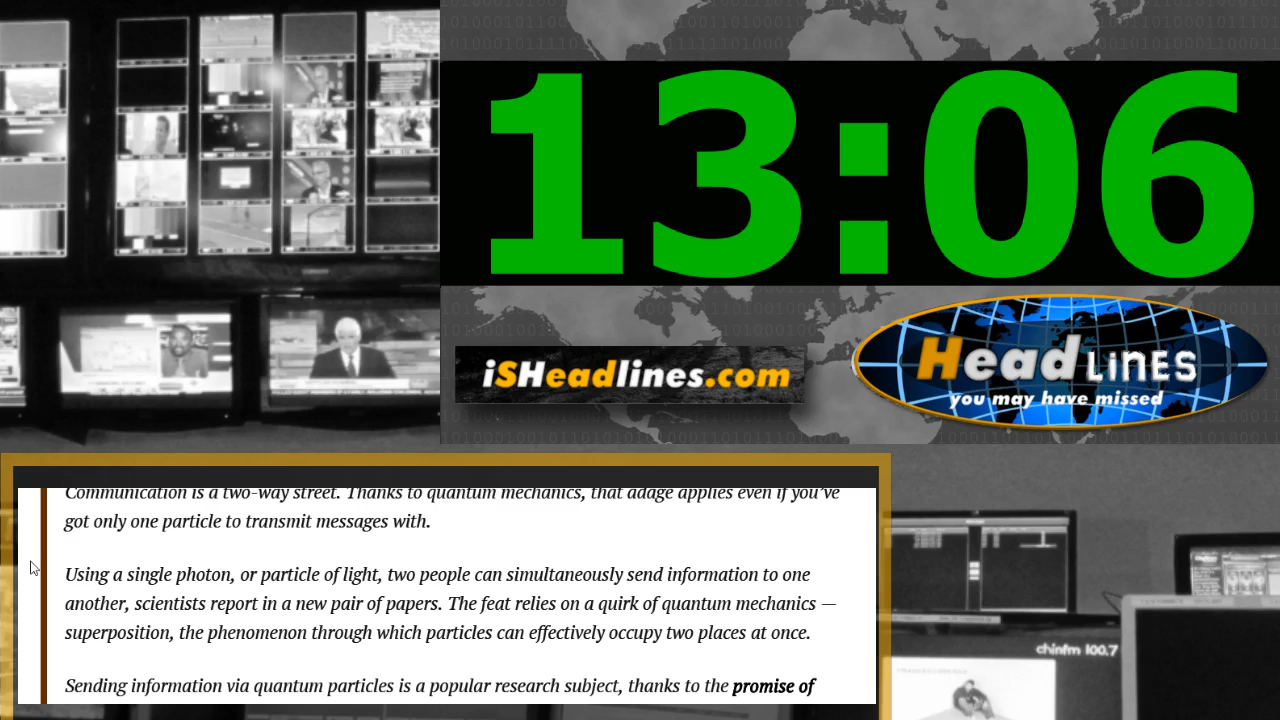 13:06
iSHeadlines.com
HeadLINES
you may have missed
Communication is a two-way street. Thanks to quantum mechanics, that adage applies even if you've
got only one particle to transmit messages with.
Using a single photon, or particle of light, two people can simultaneously send information to one
another, scientists report in a new pair of papers. The feat relies on a quirk of quantum mechanics —
superposition, the phenomenon through which particles can effectively occupy two places at once.
Sending information via quantum particles is a popular research subject, thanks to the promise of
chinfm 100.7